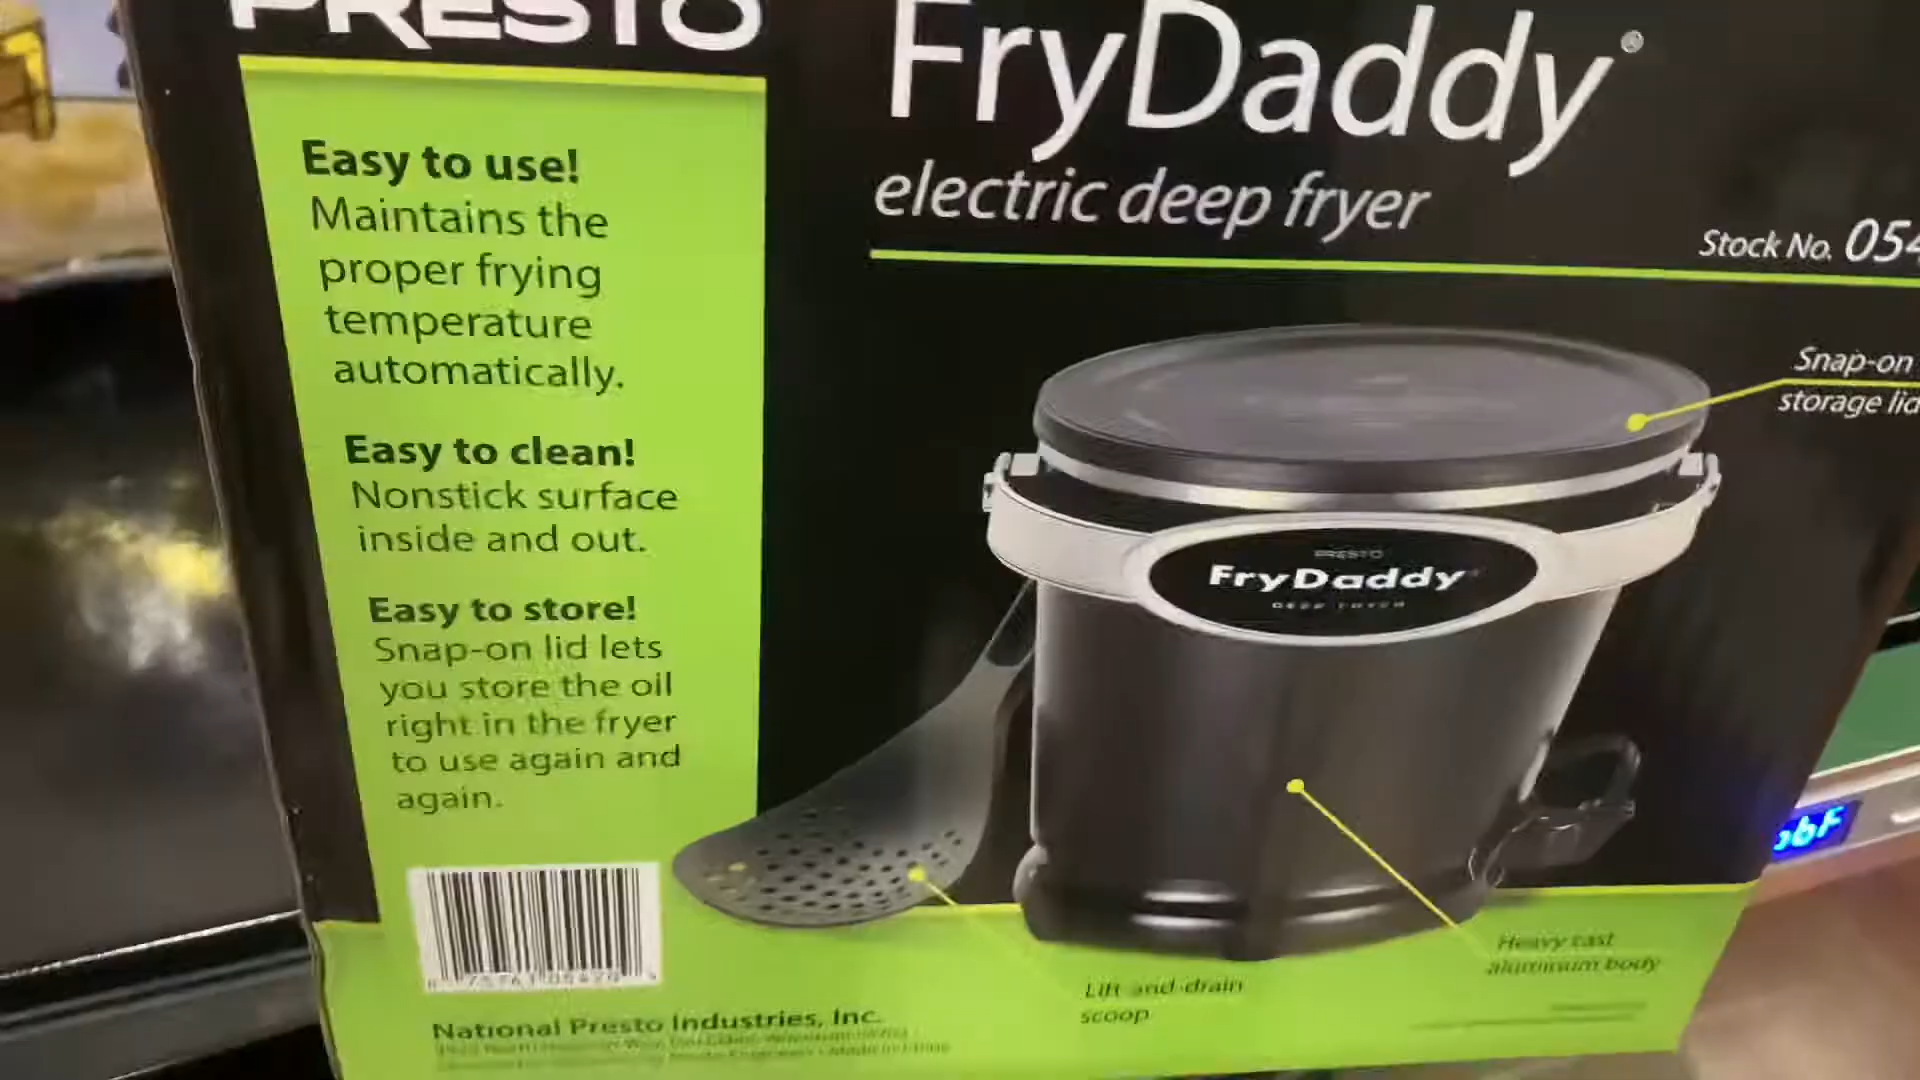 PRESTO
FryDaddy®
electric deep fryer
Stock No. 054
Easy to use!
Maintains the
proper frying
temperature
automatically.
Easy to clean!
Nonstick surface
inside and out.
Easy to store!
Snap-on lid lets
you store the oil
right in the fryer
to use again and
again.
Snap-on
storage lid
PRESTO
FryDaddy
DEEP FRYER
Heavy cast
aluminum body
Lift-and-drain
scoop
National Presto Industries, Inc.